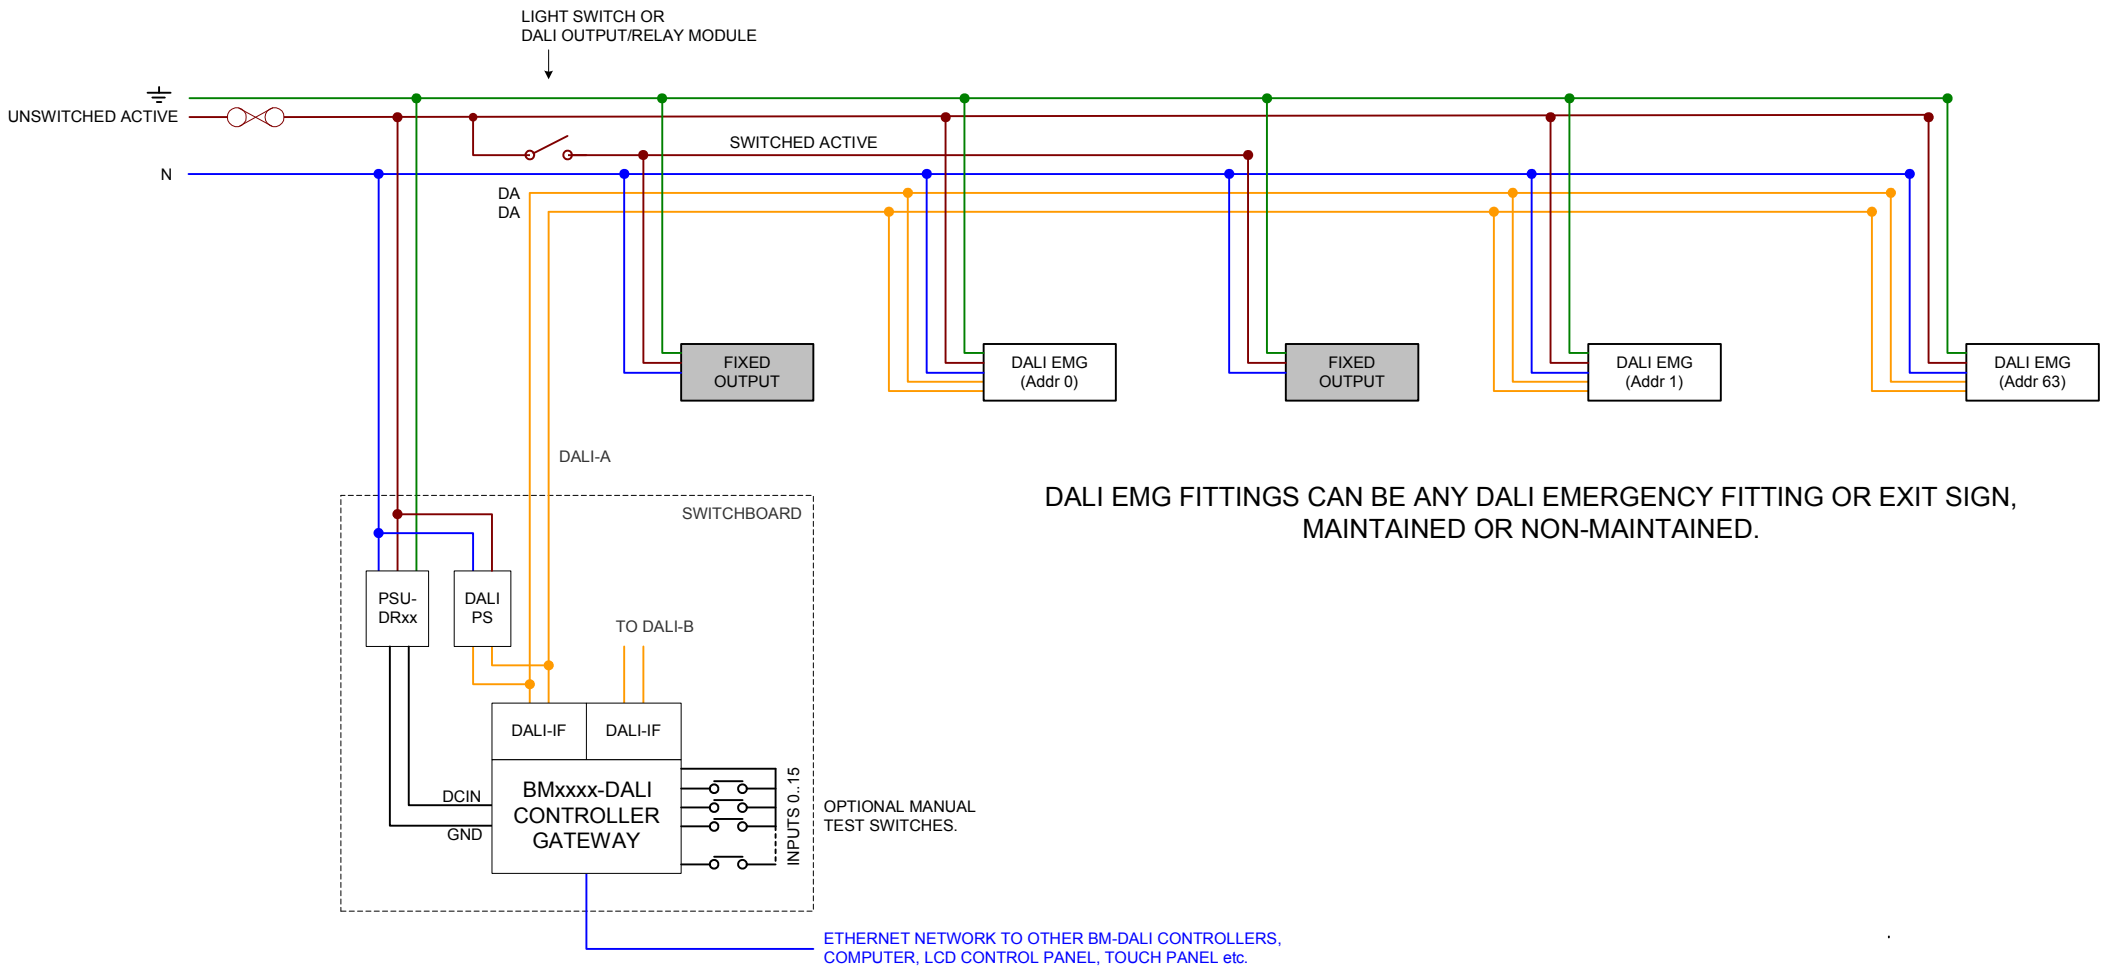 LIGHT SWITCH OR
DALI OUTPUT/RELAY MODULE
UNSWITCHED ACTIVE
SWITCHED ACTIVE
N
DA
DA
FIXED
OUTPUT
DALI EMG
(Addr 0)
FIXED
OUTPUT
DALI EMG
(Addr 1)
DALI EMG
(Addr 63)
DALI-A
DALI EMG FITTINGS CAN BE ANY DALI EMERGENCY FITTING OR EXIT SIGN,
MAINTAINED OR NON-MAINTAINED.
SWITCHBOARD
PSU-
DRxx
DALI
PS
TO DALI-B
DALI-IF
DALI-IF
BMxxxx-DALI
CONTROLLER
GATEWAY
DCIN
GND
INPUTS 0..15
OPTIONAL MANUAL
TEST SWITCHES.
ETHERNET NETWORK TO OTHER BM-DALI CONTROLLERS,
COMPUTER, LCD CONTROL PANEL, TOUCH PANEL etc.